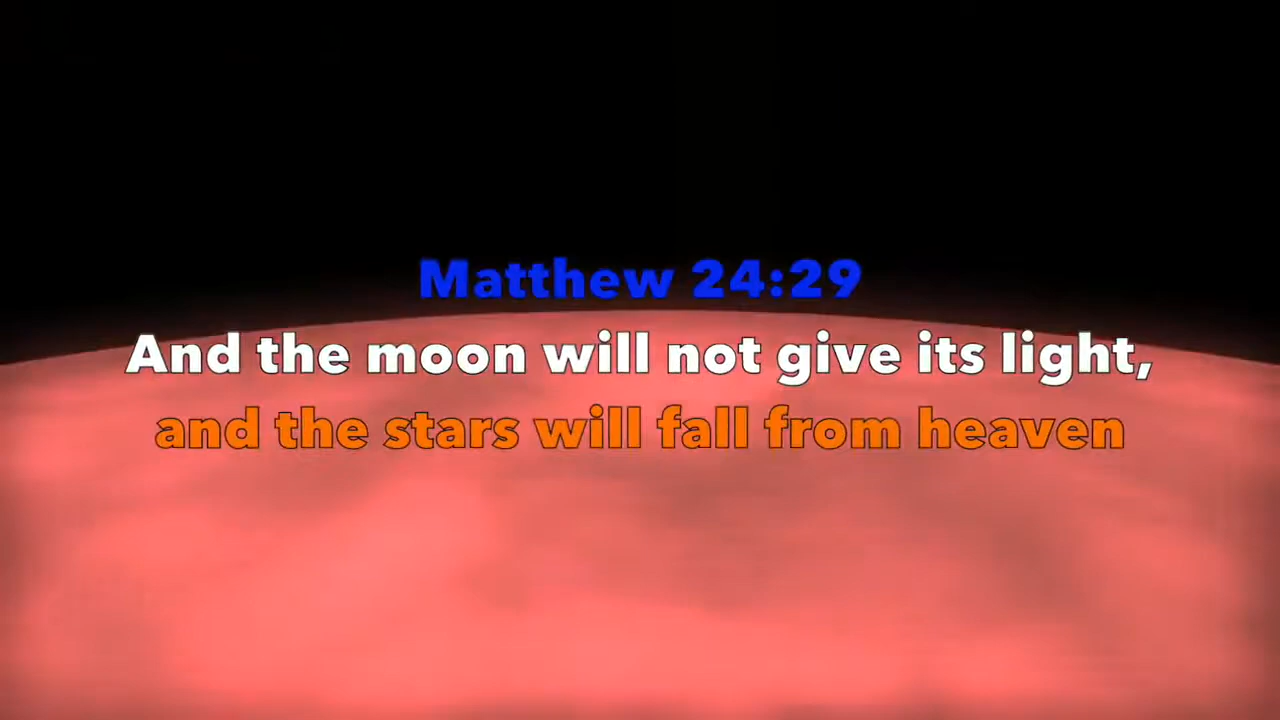 Matthew 24:29
And the moon will not give its light,
and the stars will fall from heaven